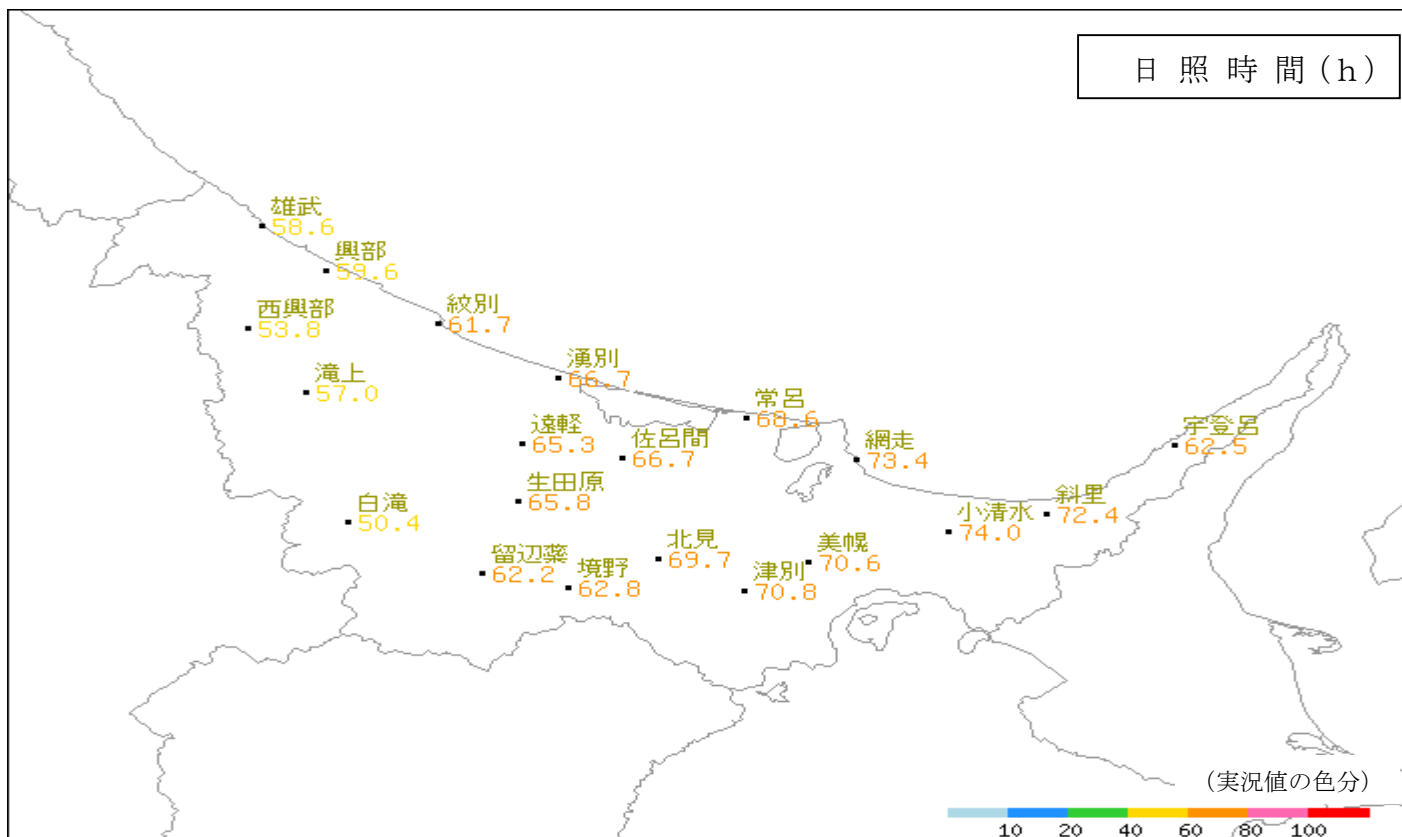 日照時間(h)
雄武
58.6
興部
59.6
西興部
53.8
紋別
61.7
滝上
57.0
湧別
66.7
常呂
68.6
遠軽
65.3
佐呂間
66.7
網走
73.4
宇登呂
62.5
生田原
65.8
白滝
50.4
小清水
74.0
斜里
72.4
留辺蘂
62.2
境野
62.8
北見
69.7
津別
70.8
美幌
70.6
(実況値の色分)
10 20 40 60 80 100